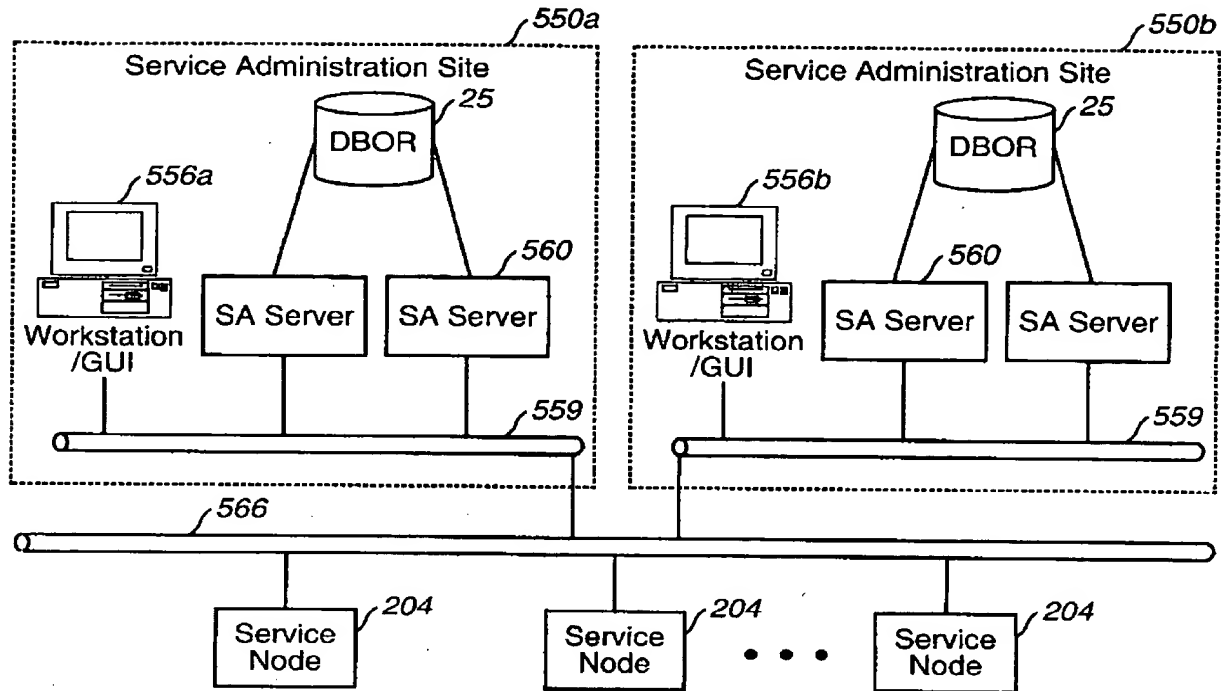 550a
550b
Service Administration Site
Service Administration Site
25
25
DBOR
DBOR
556a
556b
560
560
SA Server
SA Server
SA Server
SA Server
Workstation
/GUI
Workstation
/GUI
559
559
566
204
204
204
Service
Node
Service
Node
Service
Node